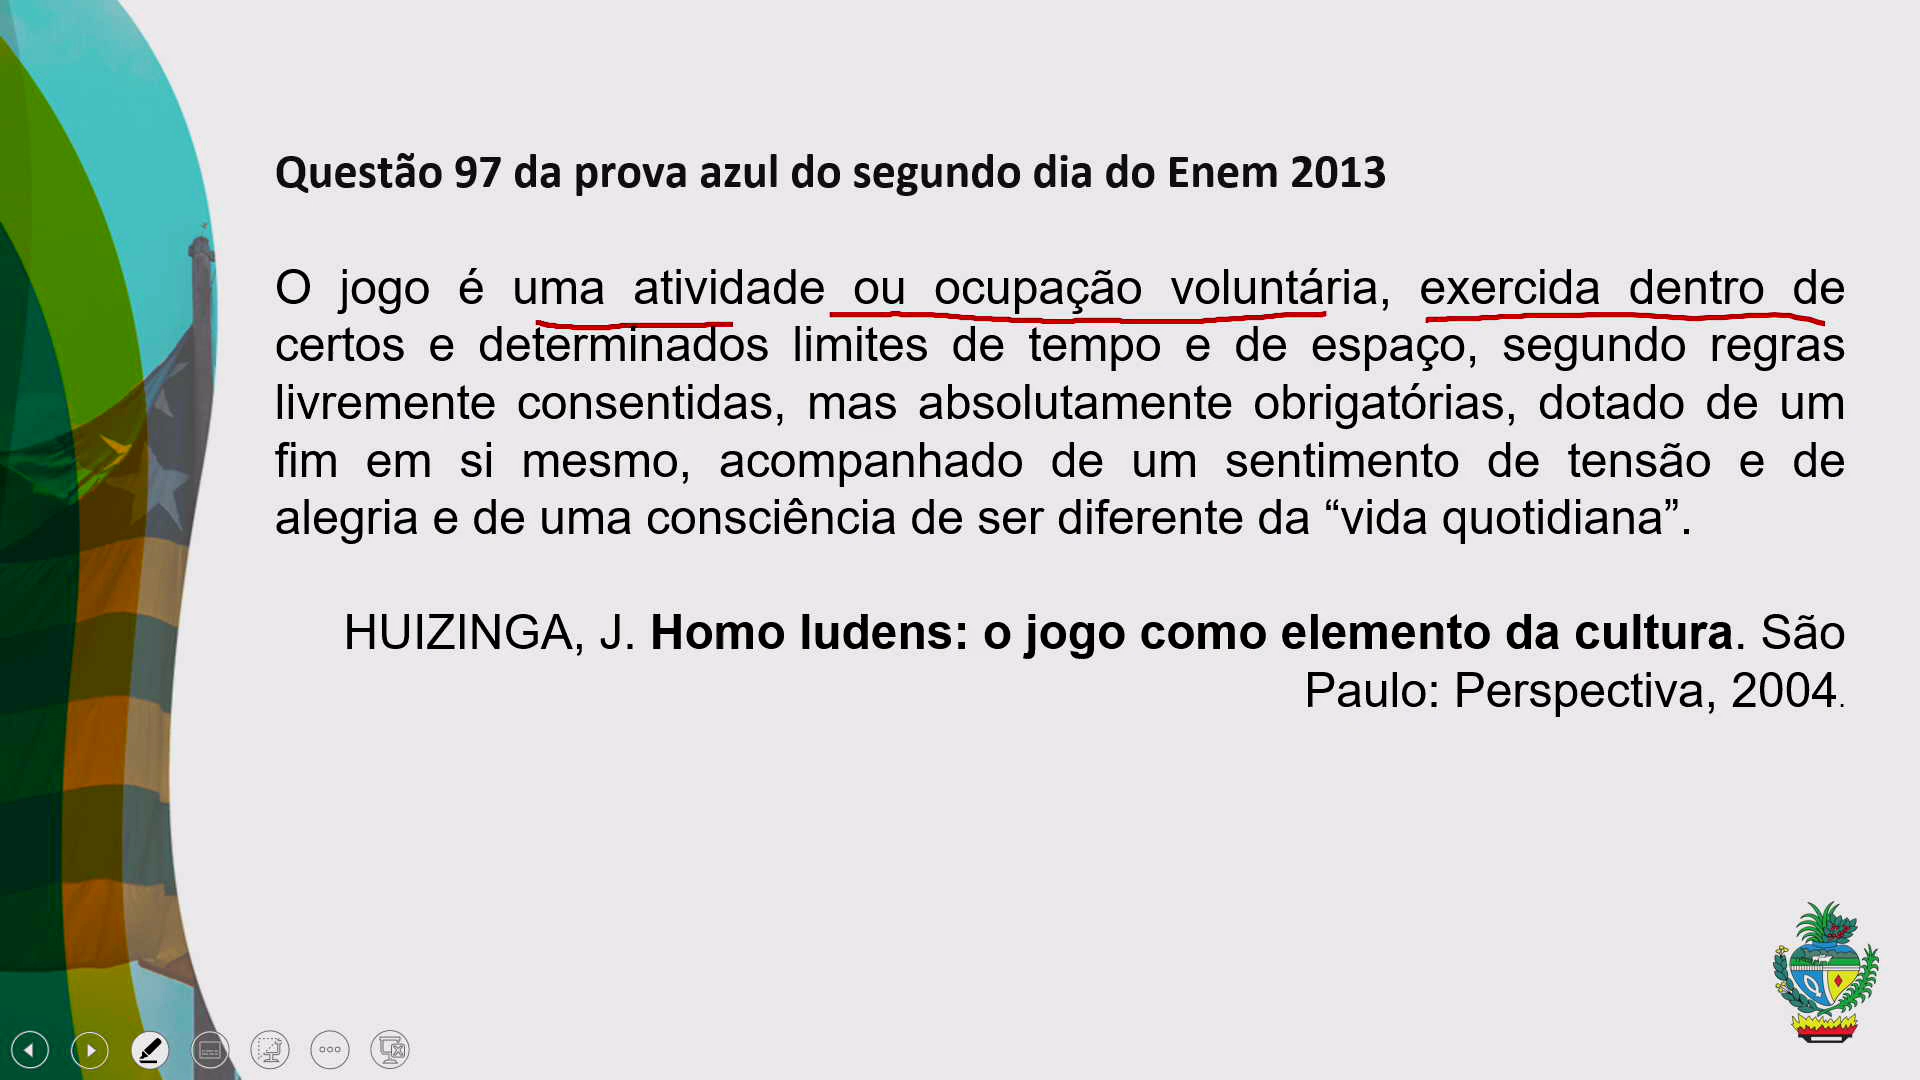 Questão 97 da prova azul do segundo dia do Enem 2013
O jogo é uma atividade ou ocupação voluntária, exercida dentro de
certos e determinados limites de tempo e de espaço, segundo regras
livremente consentidas, mas absolutamente obrigatórias, dotado de um
fim em si mesmo, acompanhado de um sentimento de tensão e de
alegria e de uma consciência de ser diferente da “vida quotidiana”.
HUIZINGA, J. Homo ludens: o jogo como elemento da cultura. São
Paulo: Perspectiva, 2004.